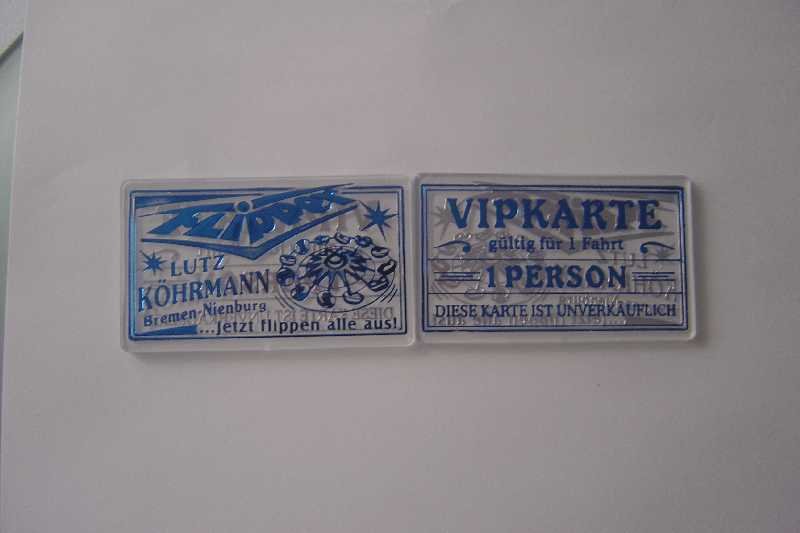 Flipper
LUTZ
KÖHRMANN
Bremen-Nienburg
...jetzt flippen alle aus!
VIPKARTE
gültig für 1 Fahrt
1 PERSON
DIESE KARTE IST UNVERKÄUFLICH